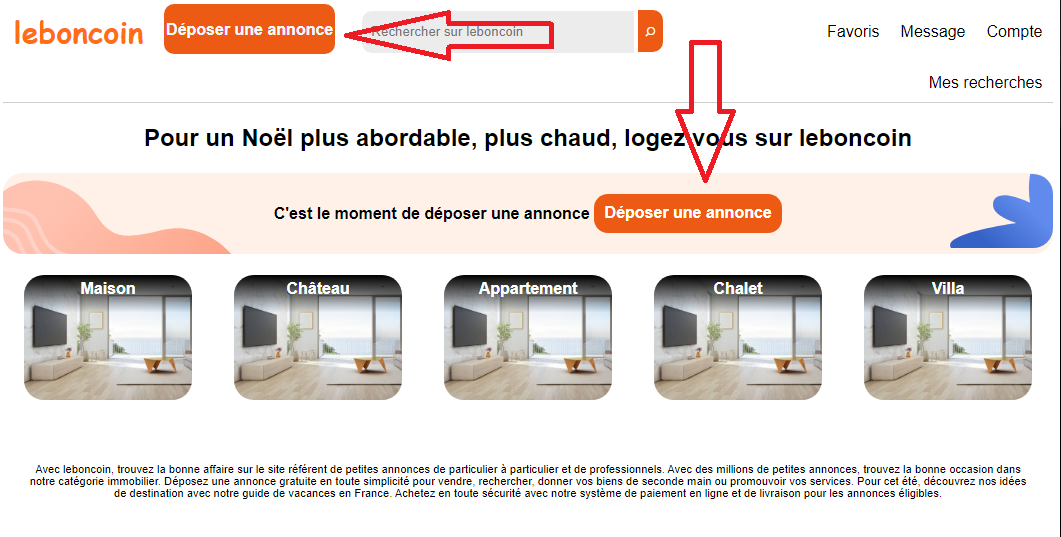 leboncoin
Déposer une annonce
Rechercher sur leboncoin
Favoris
Message
Compte
Mes recherches
Pour un Noël plus abordable, plus chaud, logez vous sur leboncoin
C'est le moment de déposer une annonce
Déposer une annonce
Maison
Château
Appartement
Chalet
Villa
Avec leboncoin, trouvez la bonne affaire sur le site référent de petites annonces de particulier à particulier et de professionnels. Avec des millions de petites annonces, trouvez la bonne occasion dans
notre catégorie immobilier. Déposez une annonce gratuite en toute simplicité pour vendre, rechercher, donner vos biens de seconde main ou promouvoir vos services. Pour cet été, découvrez nos idées
de destination avec notre guide de vacances en France. Achetez en toute sécurité avec notre système de paiement en ligne et de livraison pour les annonces éligibles.